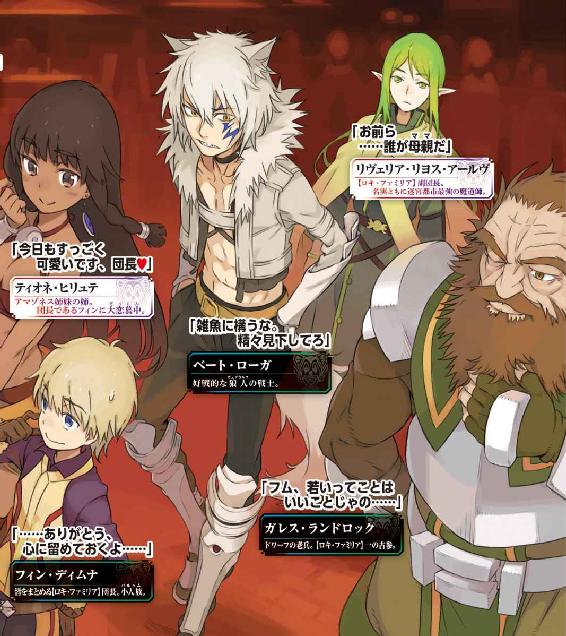 「お前ら
……誰が母親だ」
ママ
リヴェリア・リヨス・アールヴ
【ロキ・ファミリア】副団長、
名実ともに迷宮都市最強の魔道師。
「今日もすっごく
可愛いです、団長♥」
ティオネ・ヒリュテ
アマゾネス姉妹の姉。
団長であるフィンに大恋慕中。
「雑魚に構うな。
精々見下してろ」
ベート・ローガ
好戦的な狼人の戦士。
「フム、若いってことは
いいことじゃの……」
ガレス・ランドロック
ドワーフの老兵。【ロキ・ファミリア】一の古参。
「……ありがとう、
心に留めておくよ……」
フィン・ディムナ
皆をまとめる【ロキ・ファミリア】団長。小人族。
パルゥム